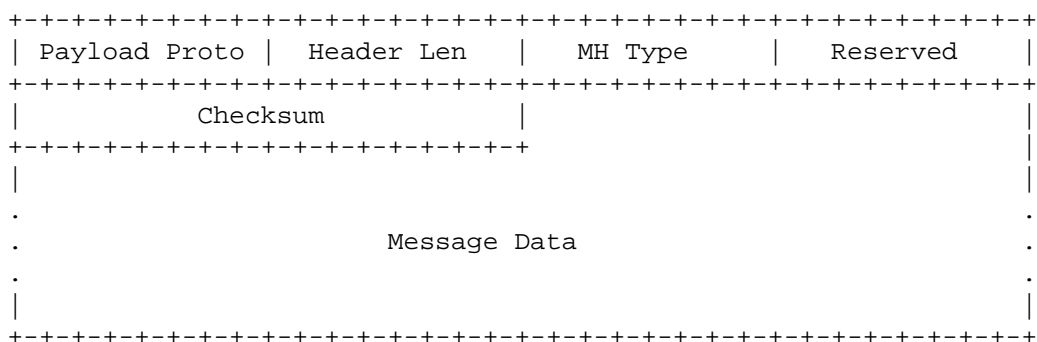 Payload Proto | Header Len | MH Type | Reserved
Checksum
Message Data